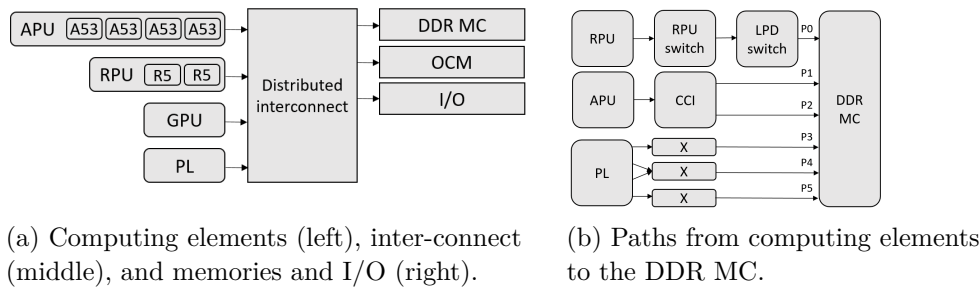 APU A53 A53 A53 A53
RPU R5 R5
GPU
PL
Distributed
interconnect
DDR MC
OCM
I/O
RPU
RPU
switch
LPD
switch
P0
APU
CCI
P1
P2
PL
X
X
X
P3
P4
P5
DDR
MC
(a) Computing elements (left), inter-connect
(middle), and memories and I/O (right).
(b) Paths from computing elements
to the DDR MC.